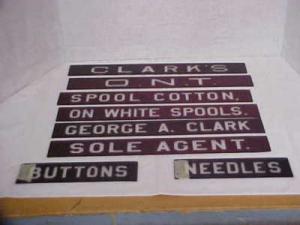 CLARK'S
O.N.T.
SPOOL COTTON,
ON WHITE SPOOLS.
GEORGE A. CLARK
SOLE AGENT.
BUTTONS
NEEDLES